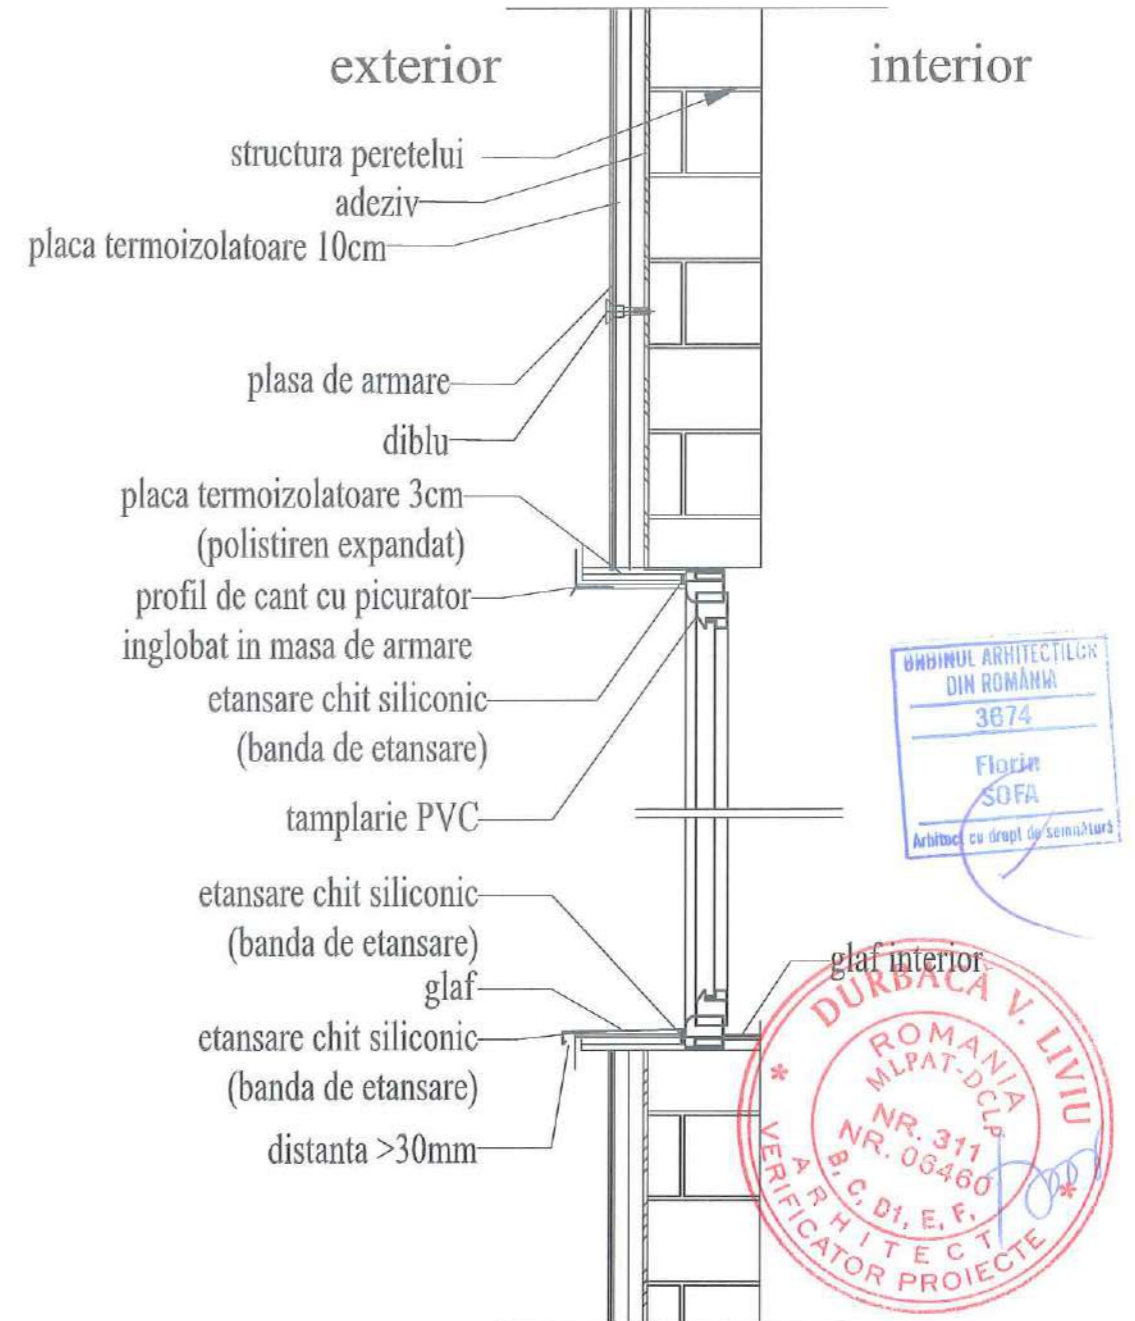 exterior
interior
structura peretelui
adeziv
placa termoizolatoare 10cm
plasa de armare
diblu
placa termoizolatoare 3cm
(polistiren expandat)
profil de cant cu picurator
inglobat in masa de armare
etansare chit siliconic
(banda de etansare)
tamplarie PVC
etansare chit siliconic
(banda de etansare)
glaf
etansare chit siliconic
(banda de etansare)
distanta >30mm
glaf interior
ORDINUL ARHITECTILOR
DIN ROMÂNIA
3674
Florin
SOFA
Arhitect cu drept de semnătură
DURBACĂ V. LIVIU
* VERIFICATOR PROIECTE *
ROMANIA
MLPAT-DCLP
NR. 311
NR. 06460
B, C, D1, E, F,
ARHITECT